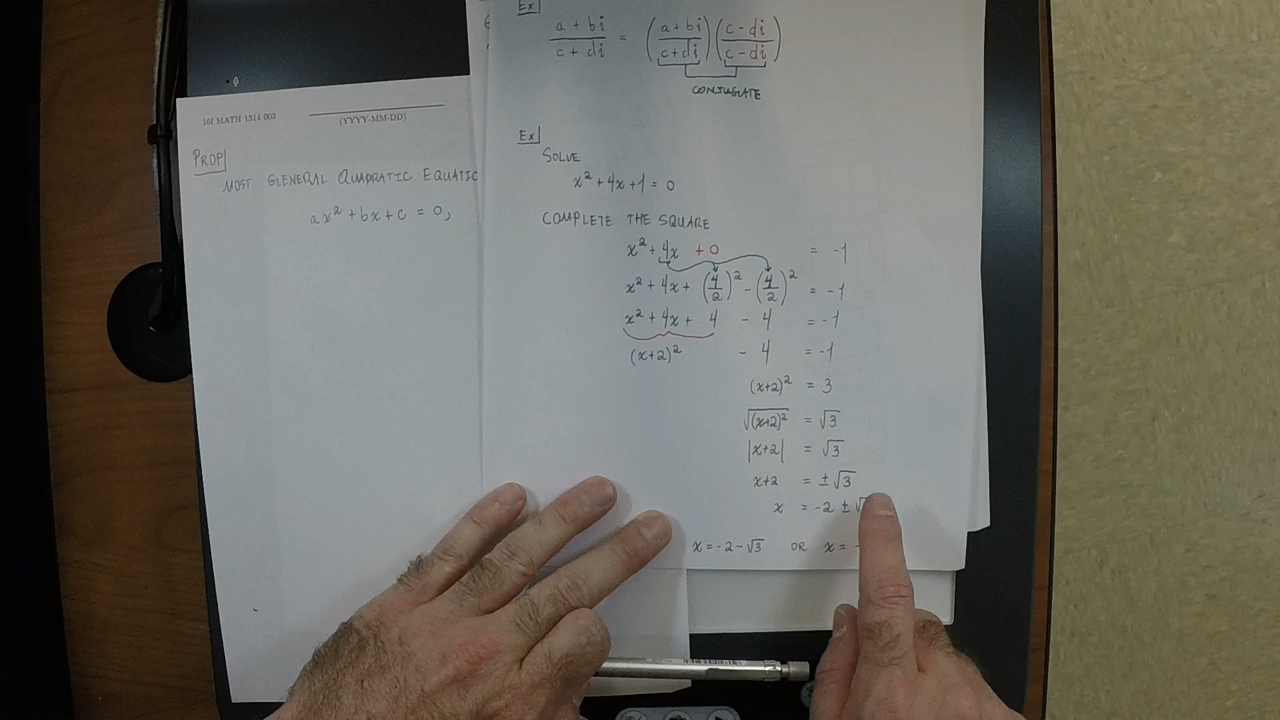 161 MATH 1314 003
(YYYY-MM-DD)
PROP
MOST GENERAL QUADRATIC EQUATIO
ax² + bx + c = 0,
Ex
a + bi / c + di = (a + bi / c + di)(c - di / c - di)
CONJUGATE
Ex
SOLVE
x² + 4x + 1 = 0
COMPLETE THE SQUARE
x² + 4x + 0 = -1
x² + 4x + (4/2)² - (4/2)² = -1
x² + 4x + 4 - 4 = -1
(x+2)² - 4 = -1
(x+2)² = 3
√(x+2)² = √3
|x+2| = √3
x+2 = ± √3
x = -2 ± √
x = -2 - √3 OR x = -